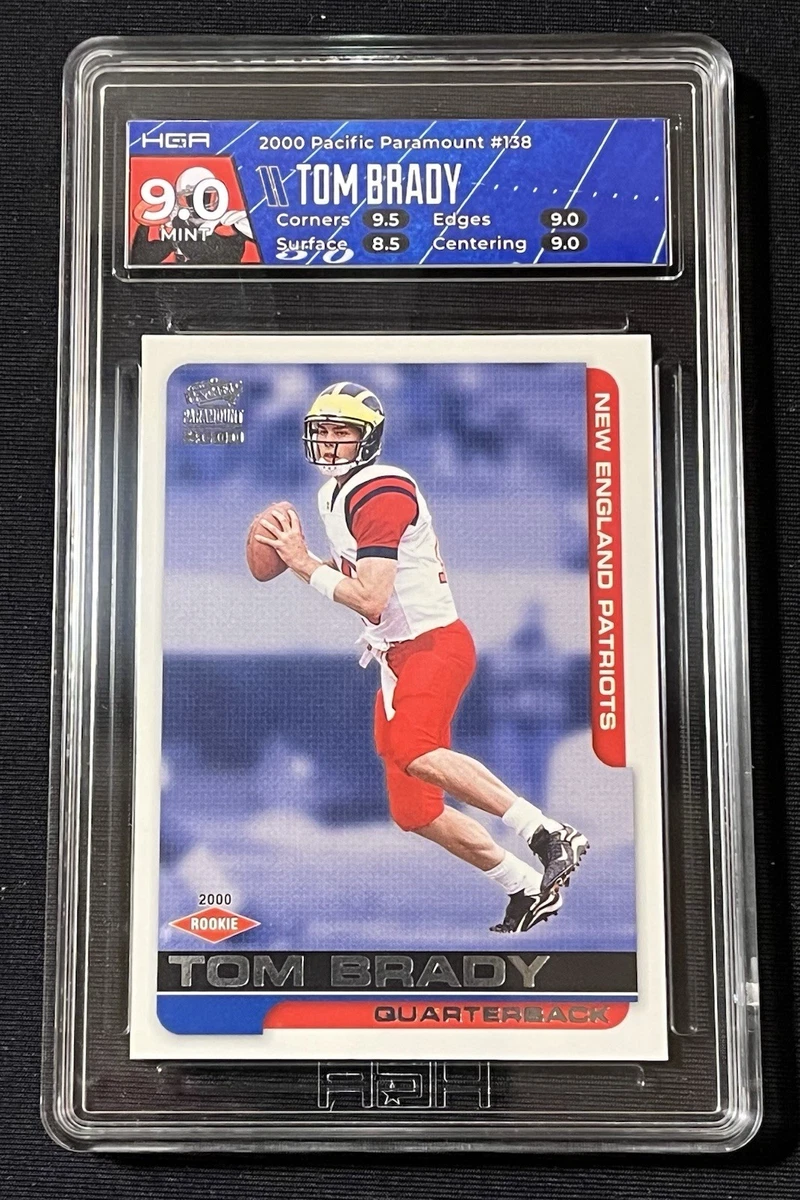 HGA
2000 Pacific Paramount #138
9.0
MINT
TOM BRADY
Corners 9.5 Edges 9.0
Surface 8.5 Centering 9.0
PARAMOUNT
2000
NEW ENGLAND PATRIOTS
2000
ROOKIE
TOM BRADY
QUARTERBACK
HGA